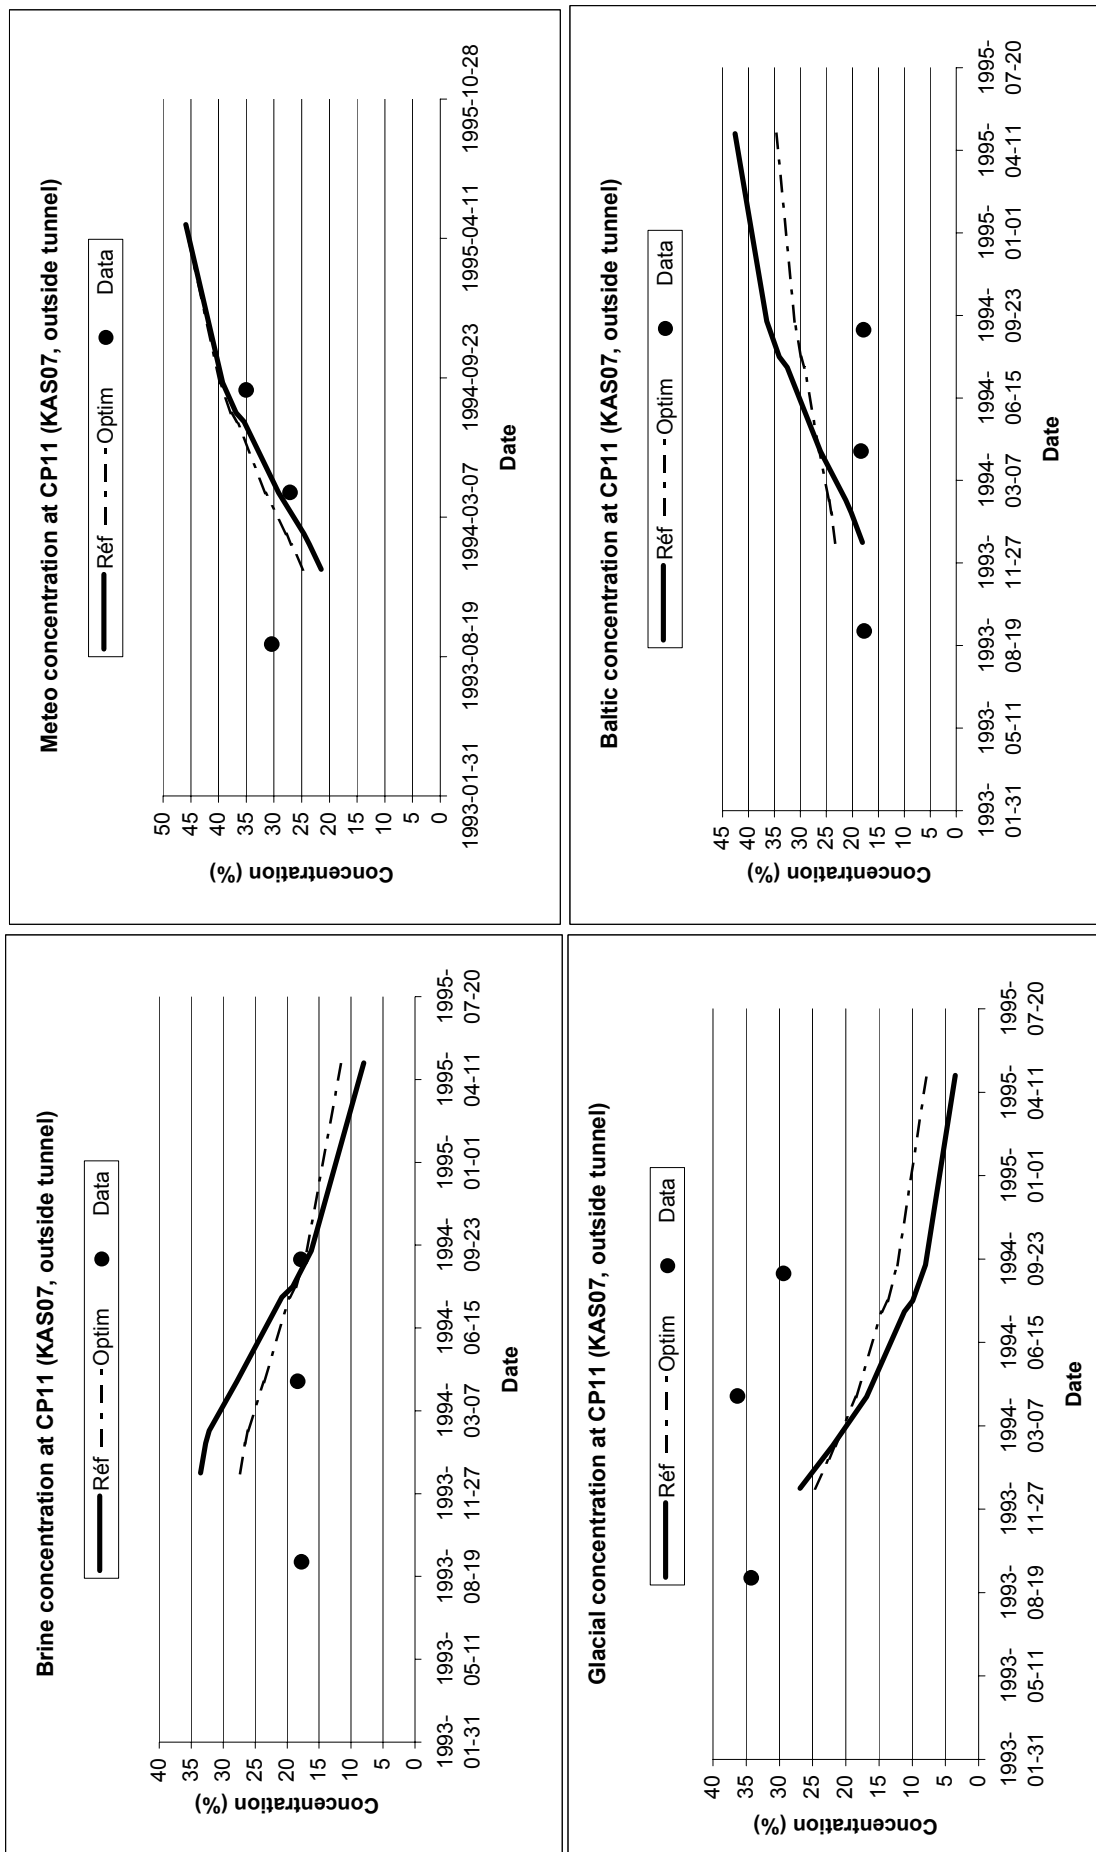 Brine concentration at CP11 (KAS07, outside tunnel)
Réf Optim Data
40
35
30
25
20
15
10
5
0
Concentration (%)
1993- 1993- 1993- 1993- 1994- 1994- 1994- 1995- 1995- 1995-
01-31 05-11 08-19 11-27 03-07 06-15 09-23 01-01 04-11 07-20
Date
Meteo concentration at CP11 (KAS07, outside tunnel)
Réf Optim Data
50
45
40
35
30
25
20
15
10
5
0
Concentration (%)
1993-01-31 1993-08-19 1994-03-07 1994-09-23 1995-04-11 1995-10-28
Date
Glacial concentration at CP11 (KAS07, outside tunnel)
Réf Optim Data
40
35
30
25
20
15
10
5
0
Concentration (%)
1993- 1993- 1993- 1993- 1994- 1994- 1994- 1995- 1995- 1995-
01-31 05-11 08-19 11-27 03-07 06-15 09-23 01-01 04-11 07-20
Date
Baltic concentration at CP11 (KAS07, outside tunnel)
Réf Optim Data
45
40
35
30
25
20
15
10
5
0
Concentration (%)
1993- 1993- 1993- 1993- 1994- 1994- 1994- 1995- 1995- 1995-
01-31 05-11 08-19 11-27 03-07 06-15 09-23 01-01 04-11 07-20
Date